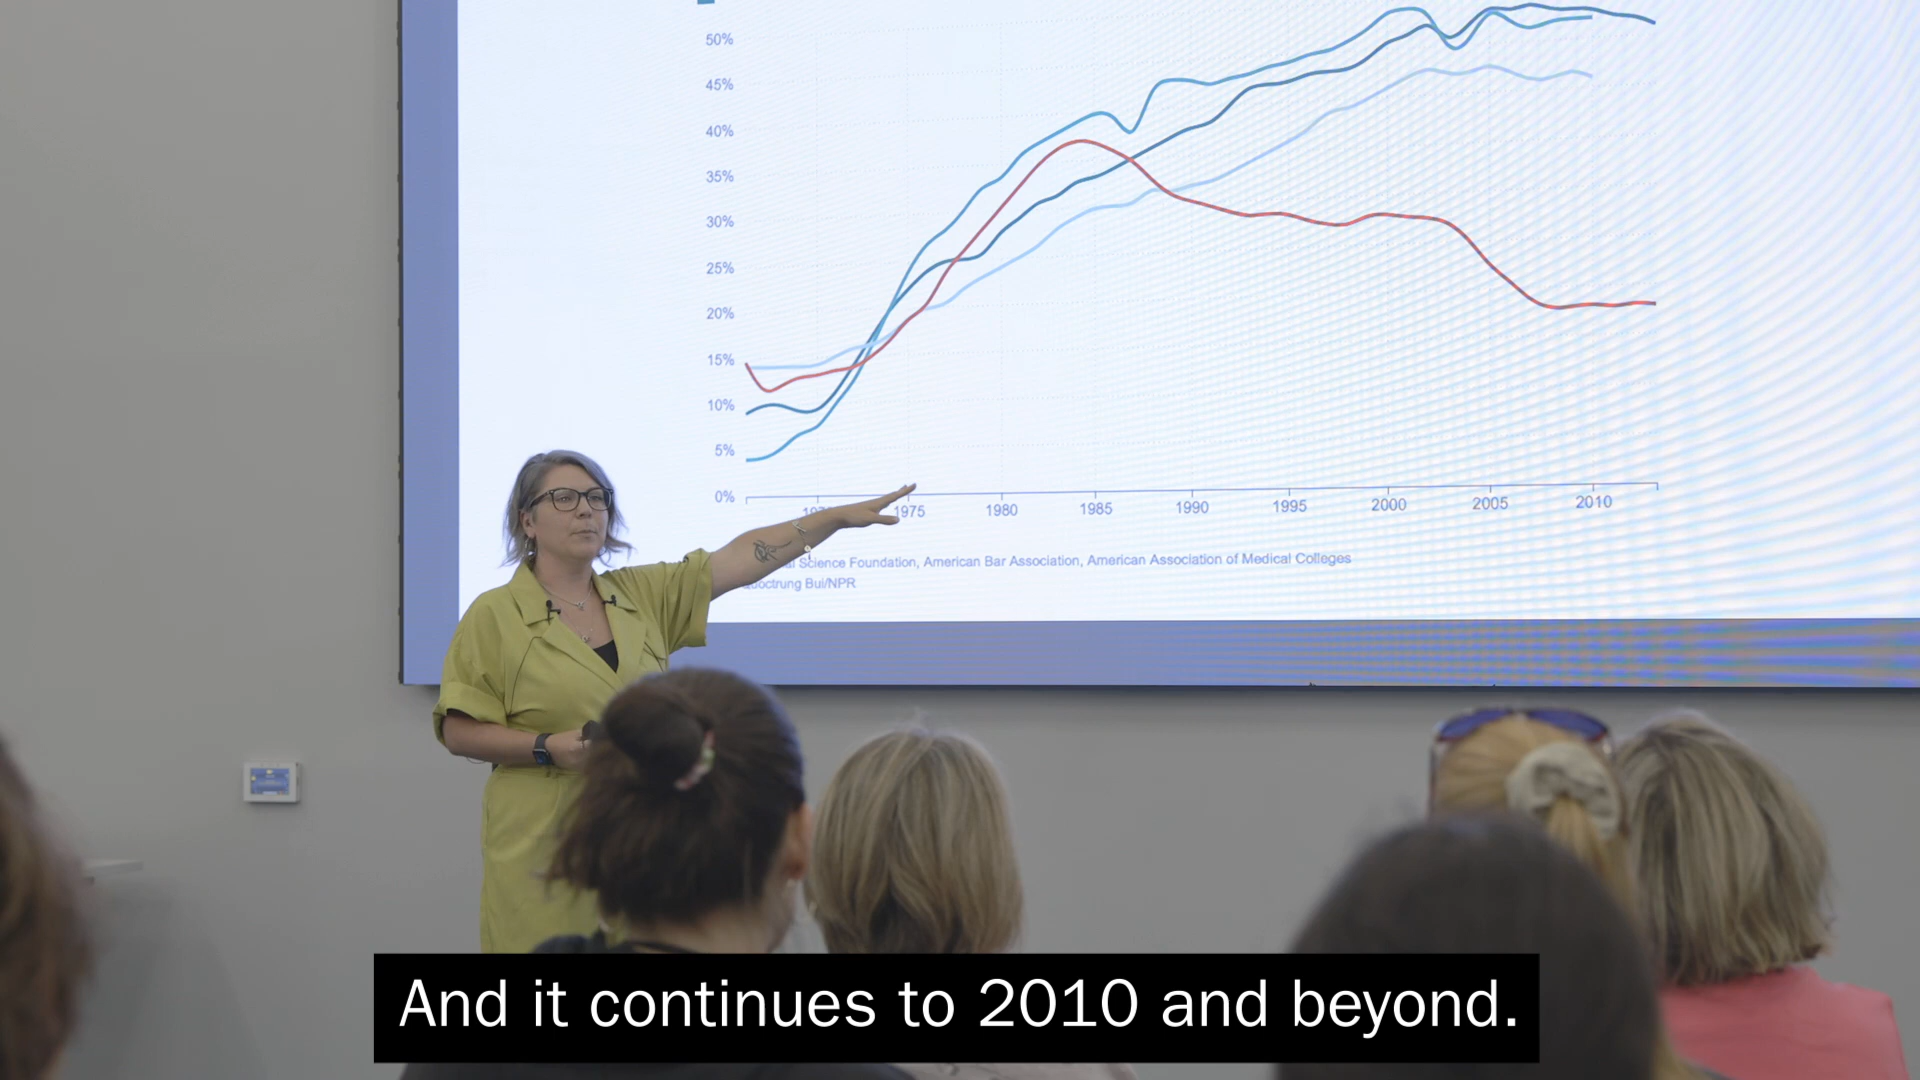 50%
45%
40%
35%
30%
25%
20%
15%
10%
5%
0%
1975 1980 1985 1990 1995 2000 2005 2010
Science Foundation, American Bar Association, American Association of Medical Colleges
Bui/NPR
And it continues to 2010 and beyond.